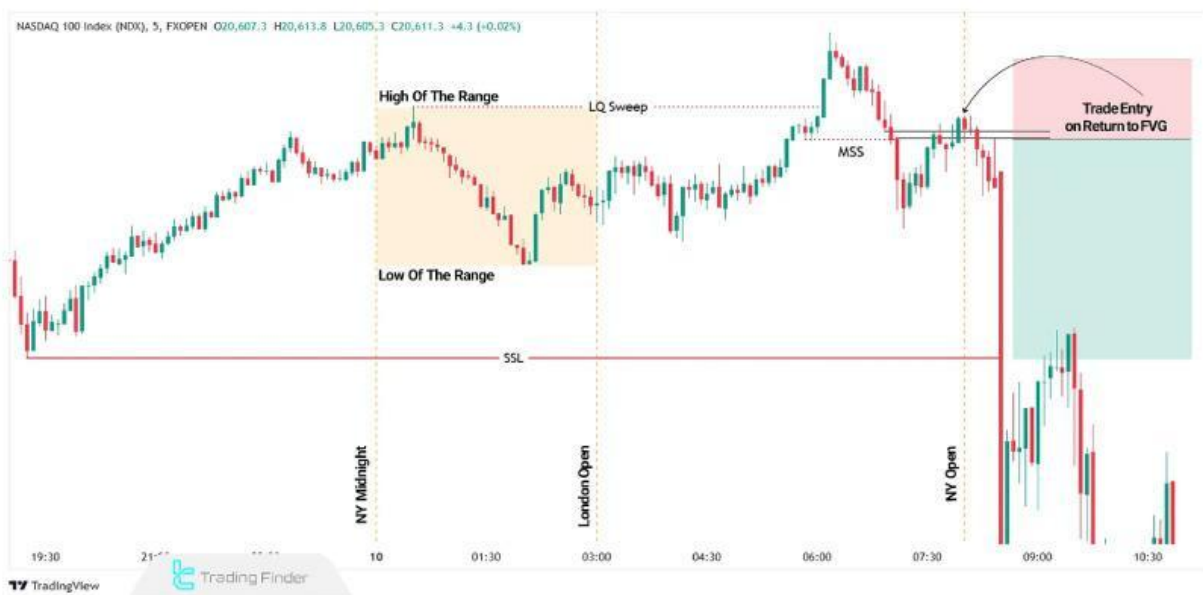 NASDAQ 100 Index (NDX), 5, FXOPEN O20,607.3 H20,613.8 L20,605.3 C20,611.3 +4.3 (+0.02%)
High Of The Range
LQ Sweep
Trade Entry
on Return to FVG
MSS
Low Of The Range
SSL
NY Midnight
London Open
NY Open
19:30
10
01:30
03:00
04:30
06:00
07:30
09:00
10:30
Trading Finder
TradingView